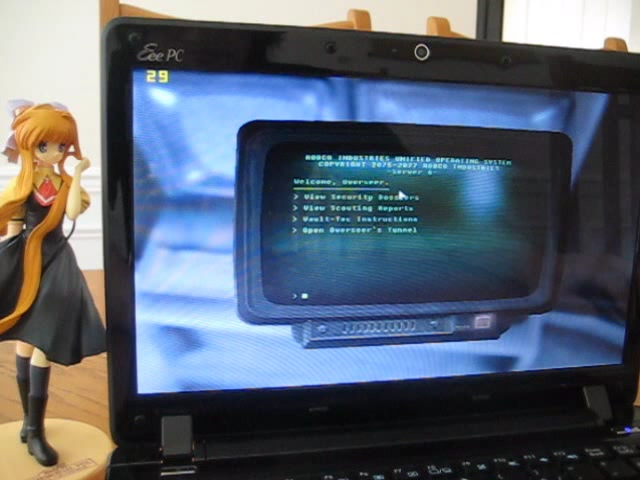 Eee PC
29
ROBCO INDUSTRIES UNIFIED OPERATING SYSTEM
COPYRIGHT 2075-2077 ROBCO INDUSTRIES
-Server 6-
Welcome, Overseer.
> View Security Dossiers
> View Scouting Reports
> Vault-Tec Instructions
> Open Overseer's Tunnel
>